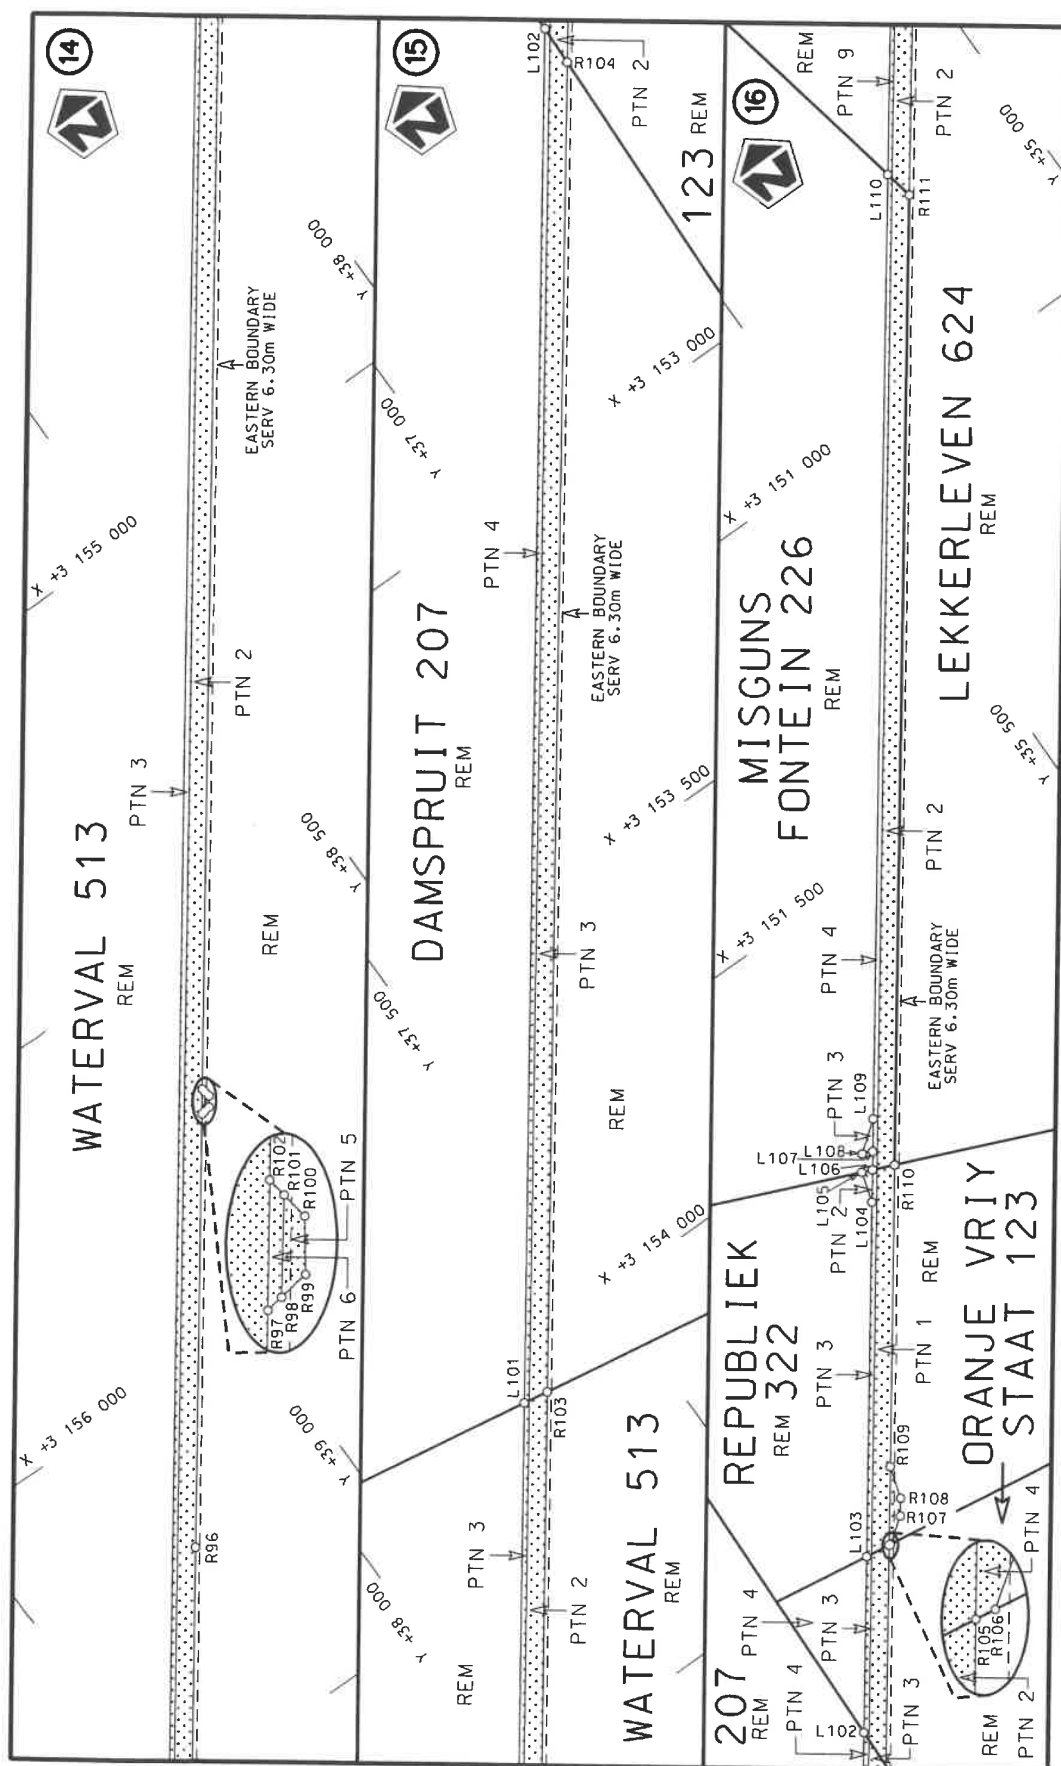 14
WATERVAL 513
REM
PTN 3
PTN 2
X +3 156 000
X +3 155 000
Y +39 000
Y +38 500
Y +38 000
EASTERN BOUNDARY
SERV 6.30m WIDE
REM
R96
R97
R98
R99
R100
R101
R102
PTN 6
PTN 5
15
DAMSPRUIT 207
REM
WATERVAL 513
REM
REM
PTN 3
PTN 2
L101
R103
PTN 3
PTN 4
REM
EASTERN BOUNDARY
SERV 6.30m WIDE
X +3 154 000
X +3 153 500
X +3 153 000
Y +38 000
Y +37 500
Y +37 000
L102
R104
PTN 2
123 REM
16
207
REM
PTN 4
L102
PTN 3
PTN 4
PTN 3
REPUBLIEK
REM 322
L103
PTN 3
PTN 1
REM
R105
R106
R107
R108
R109
REM
PTN 2
PTN 4
ORANJE VRIY
STAAT 123
PTN 2
L104
L105
L106
L107
L108
L109
R110
PTN 3
PTN 4
MISGUNS
FONTEIN 226
REM
PTN 2
EASTERN BOUNDARY
SERV 6.30m WIDE
LEKKERLEVEN 624
REM
X +3 151 500
X +3 151 000
Y +35 500
Y +35 000
L110
R111
PTN 9
REM
PTN 2